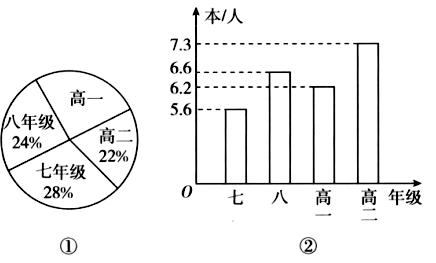 高一
八年级
24%
高二
22%
七年级
28%
①
本/人
7.3
6.6
6.2
5.6
O
七
八
高一
高二
年级
②